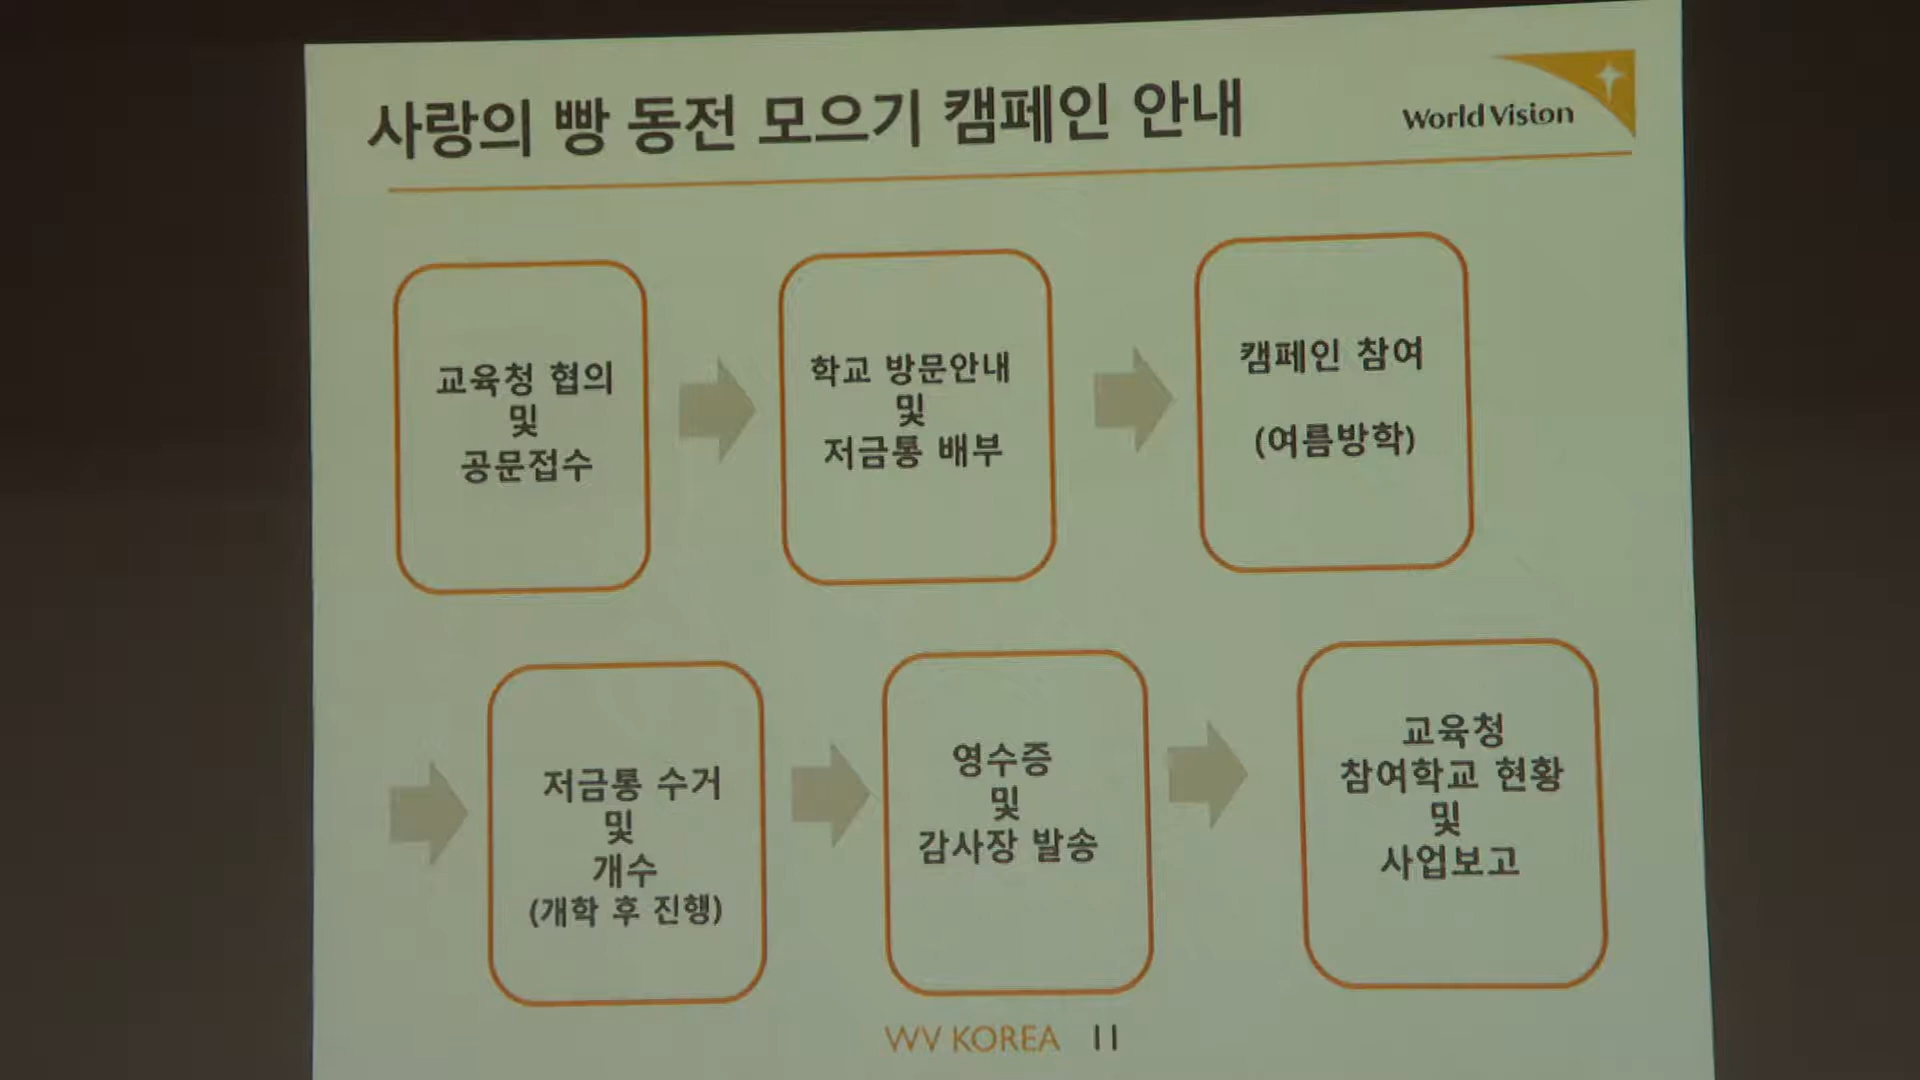 사랑의 빵 동전 모으기 캠페인 안내
World Vision
교육청 협의
및
공문접수
학교 방문안내
및
저금통 배부
캠페인 참여
(여름방학)
저금통 수거
및
개수
(개학 후 진행)
영수증
및
감사장 발송
교육청
참여학교 현황
및
사업보고
WV KOREA 11